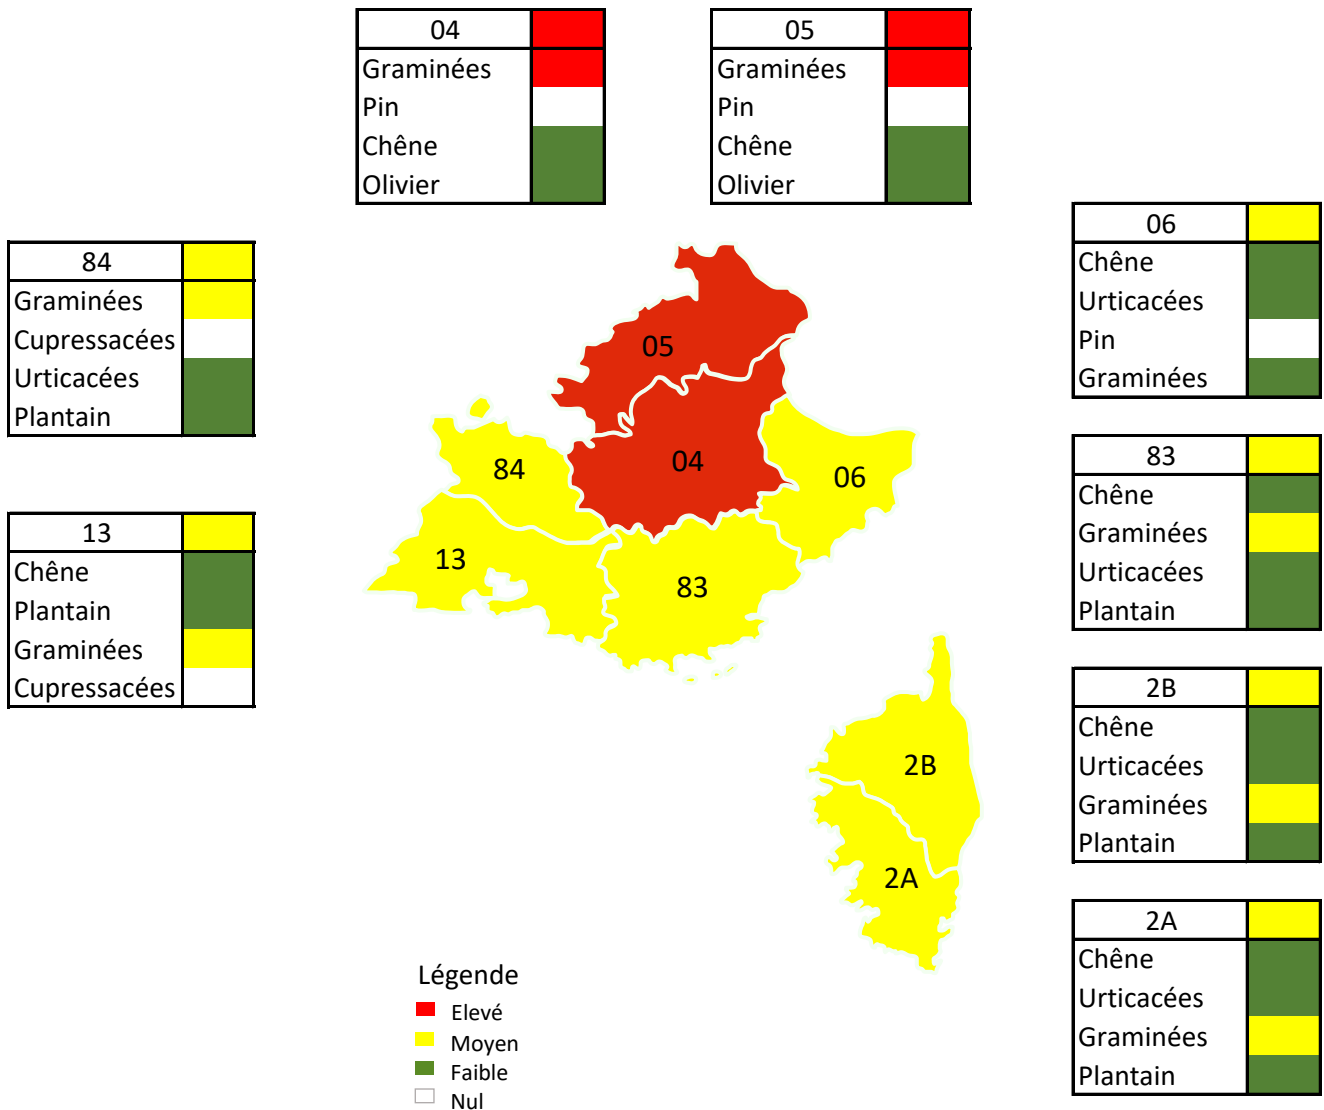 04
Graminées
Pin
Chêne
Olivier
05
Graminées
Pin
Chêne
Olivier
84
Graminées
Cupressacées
Urticacées
Plantain
13
Chêne
Plantain
Graminées
Cupressacées
06
Chêne
Urticacées
Pin
Graminées
83
Chêne
Graminées
Urticacées
Plantain
2B
Chêne
Urticacées
Graminées
Plantain
2A
Chêne
Urticacées
Graminées
Plantain
05
04
84
06
13
83
2B
2A
Légende
Elevé
Moyen
Faible
Nul